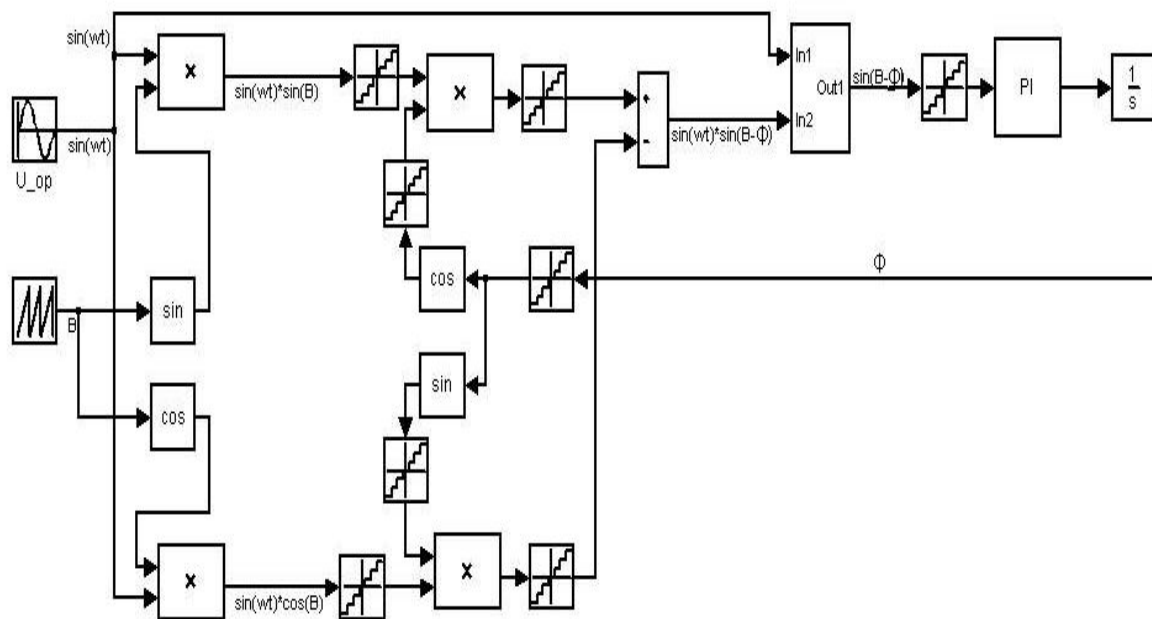 sin(wt)
×
sin(wt)*sin(B)
×
+
-
sin(wt)*sin(B-Φ)
In1
Out1
In2
sin(B-Φ)
PI
1
s
sin(wt)
U_op
B
sin
cos
Φ
cos
sin
×
sin(wt)*cos(B)
×